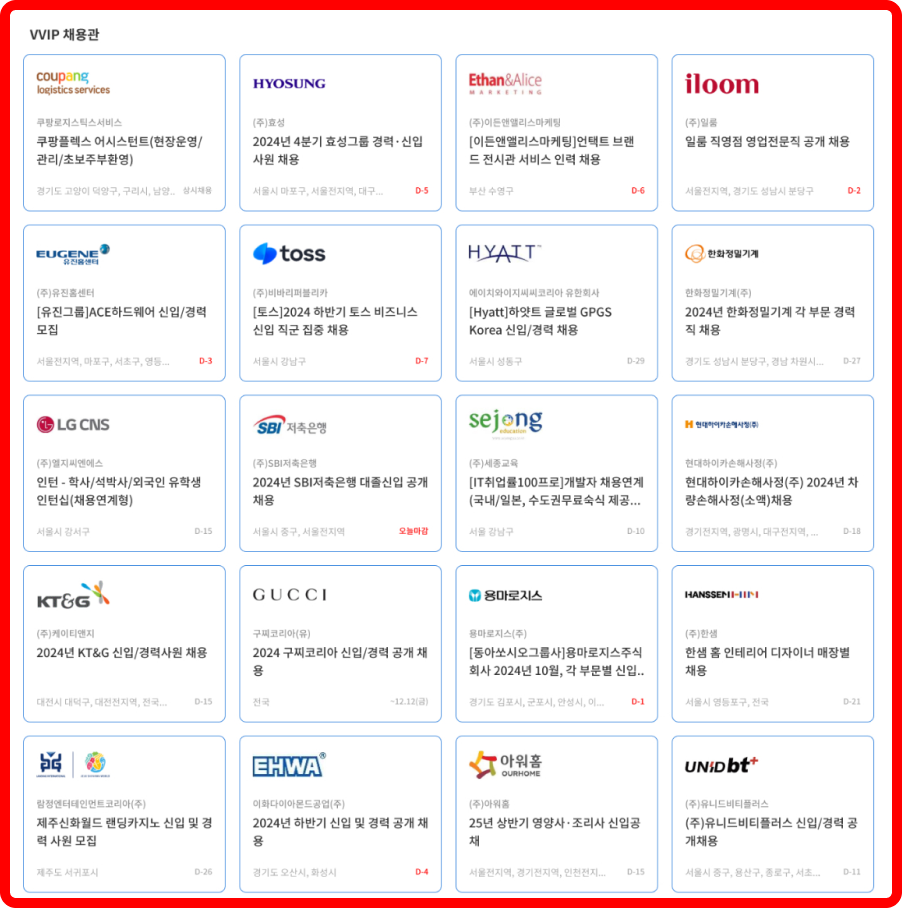 VVIP 채용관
coupang
logistics services
쿠팡로지스틱스서비스
쿠팡플렉스 어시스턴트(현장운영/
관리/초보주부환영)
경기도 고양이 덕양구, 구리시, 남양.. 상시채용
HYOSUNG
(주)효성
2024년 4분기 효성그룹 경력·신입
사원 채용
서울시 마포구, 서울전지역, 대구... D-5
Ethan&Alice
MARKETING
(주)이든앤앨리스마케팅
[이든앤앨리스마케팅]언택트 브랜
드 전시관 서비스 인력 채용
부산 수영구 D-6
iloom
(주)일룸
일룸 직영점 영업전문직 공개 채용
서울전지역, 경기도 성남시 분당구 D-2
EUGENE
유진홈센터
(주)유진홈센터
[유진그룹]ACE하드웨어 신입/경력
모집
서울전지역, 마포구, 서초구, 영등... D-3
toss
(주)비바리퍼블리카
[토스]2024 하반기 토스 비즈니스
신입 직군 집중 채용
서울시 강남구 D-7
HYATT™
에이치와이지씨씨코리아 유한회사
[Hyatt]하얏트 글로벌 GPGS
Korea 신입/경력 채용
서울시 성동구 D-29
한화정밀기계
한화정밀기계(주)
2024년 한화정밀기계 각 부문 경력
직 채용
경기도 성남시 분당구, 경남 차원시... D-27
LG CNS
(주)엘지씨엔에스
인턴 - 학사/석박사/외국인 유학생
인턴십(채용연계형)
서울시 강서구 D-15
SBI 저축은행
(주)SBI저축은행
2024년 SBI저축은행 대졸신입 공개
채용
서울시 중구, 서울전지역 오늘마감
sejong
education
(주)세종교육
[IT취업률100프로]개발자 채용연계
(국내/일본, 수도권무료숙식 제공...
서울 강남구 D-10
현대하이카손해사정(주)
현대하이카손해사정(주)
현대하이카손해사정(주) 2024년 차
량손해사정(소액)채용
경기전지역, 광명시, 대구전지역, ... D-18
KT&G
(주)케이티앤지
2024년 KT&G 신입/경력사원 채용
대전시 대덕구, 대전전지역, 전국... D-15
GUCCI
구찌코리아(유)
2024 구찌코리아 신입/경력 공개 채
용
전국 ~12.12(금)
용마로지스
용마로지스(주)
[동아쏘시오그룹사]용마로지스주식
회사 2024년 10월, 각 부문별 신입..
경기도 김포시, 군포시, 안성시, 이... D-1
HANSSEM
(주)한샘
한샘 홈 인테리어 디자이너 매장별
채용
서울시 영등포구, 전국 D-21
람정엔터테인먼트코리아(주)
제주신화월드 랜딩카지노 신입 및 경
력 사원 모집
제주도 서귀포시 D-26
EHWA®
이화다이아몬드공업(주)
2024년 하반기 신입 및 경력 공개 채
용
경기도 오산시, 화성시 D-4
아워홈
OURHOME
(주)아워홈
25년 상반기 영양사·조리사 신입공
채
서울전지역, 경기전지역, 인천전지... D-15
UNID bt+
(주)유니드비티플러스
(주)유니드비티플러스 신입/경력 공
개채용
서울시 중구, 용산구, 종로구, 서초... D-11